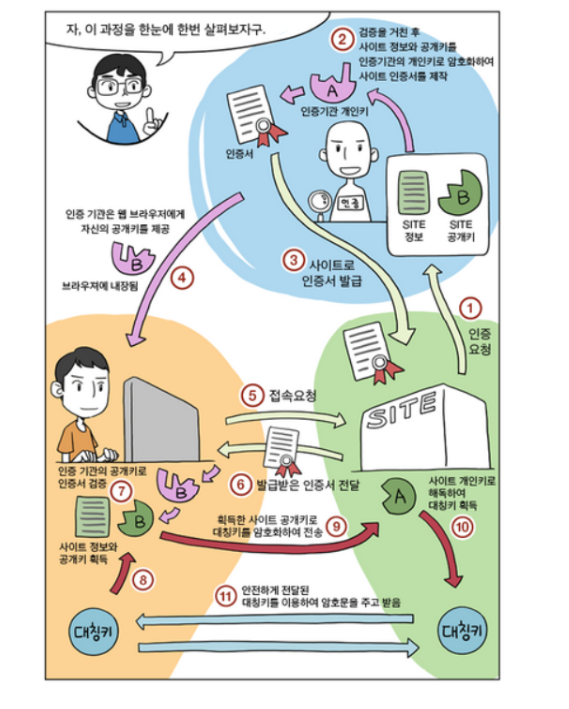 자, 이 과정을 한눈에 한번 살펴보자구.
② 검증을 거친 후
사이트 정보와 공개키를
인증기관의 개인키로 암호화하여
사이트 인증서를 제작
A
인증기관 개인키
인증서
인증
B
SITE
정보
SITE
공개키
인증 기관은 웹 브라우저에게
자신의 공개키를 제공
B
브라우져에 내장됨
④
③ 사이트로
인증서 발급
①
인증
요청
⑤ 접속요청
SITE
⑥ 발급받은 인증서 전달
인증 기관의 공개키로
인증서 검증 ⑦
B
B
사이트 정보와
공개키 획득
⑧
획득한 사이트 공개키로
대칭키를 암호화하여 전송 ⑨
A
사이트 개인키로
해독하여
대칭키 획득
⑩
⑪ 안전하게 전달된
대칭키를 이용하여 암호문을 주고 받음
대칭키
대칭키